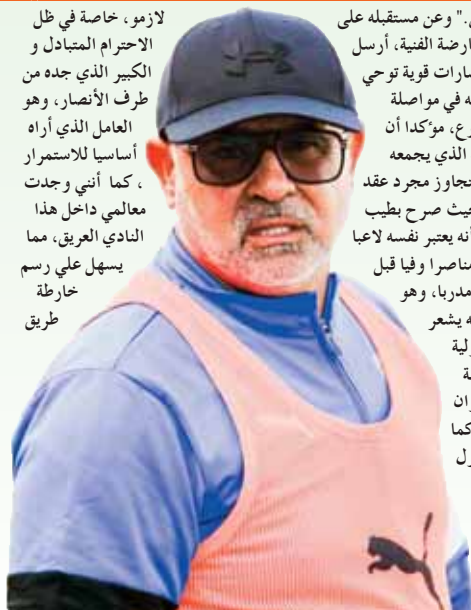 ." وعن مستقبله على
الفنية، أرسل
قوية توحي
في مواصلة
مؤكدا أن
الذي يجمعه
مجرد عقد
صرح بطيب
أنه يعتبر نفسه لاعبا
وفيا قبل
مدربا، وهو
يشعر
كما
لازمو، خاصة في ظل
الاحترام المتبادل و
الكبير الذي جده من
طرف الأنصار، وهو
العامل الذي أراه
أساسيا للاستمرار
، كما أنني وجدت
معالمي داخل هذا
النادي العريق، مما
يسهل علي رسم
خارطة
طريق